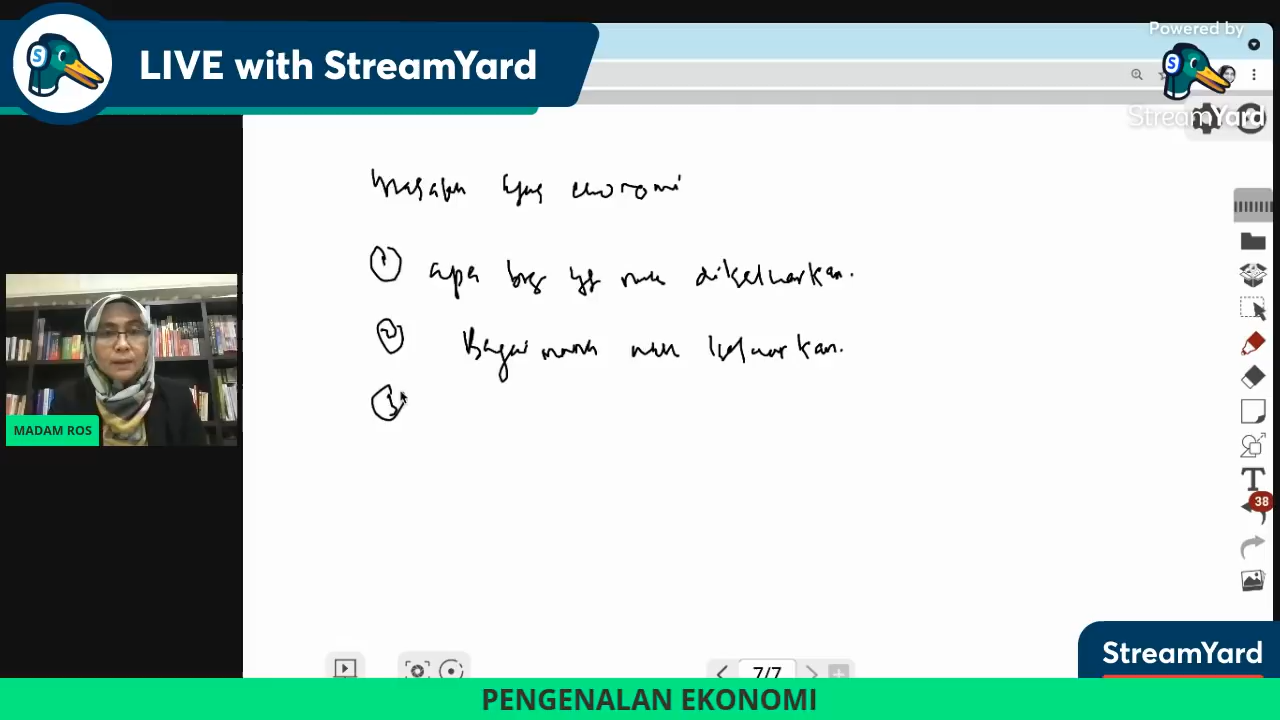 Powered by
LIVE with StreamYard
StreamYard
Masalah asas ekonomi
1 apa brg yg nak dikeluarkan.
2 Bagaimana nak keluarkan.
3
MADAM ROS
38
7/7
StreamYard
PENGENALAN EKONOMI